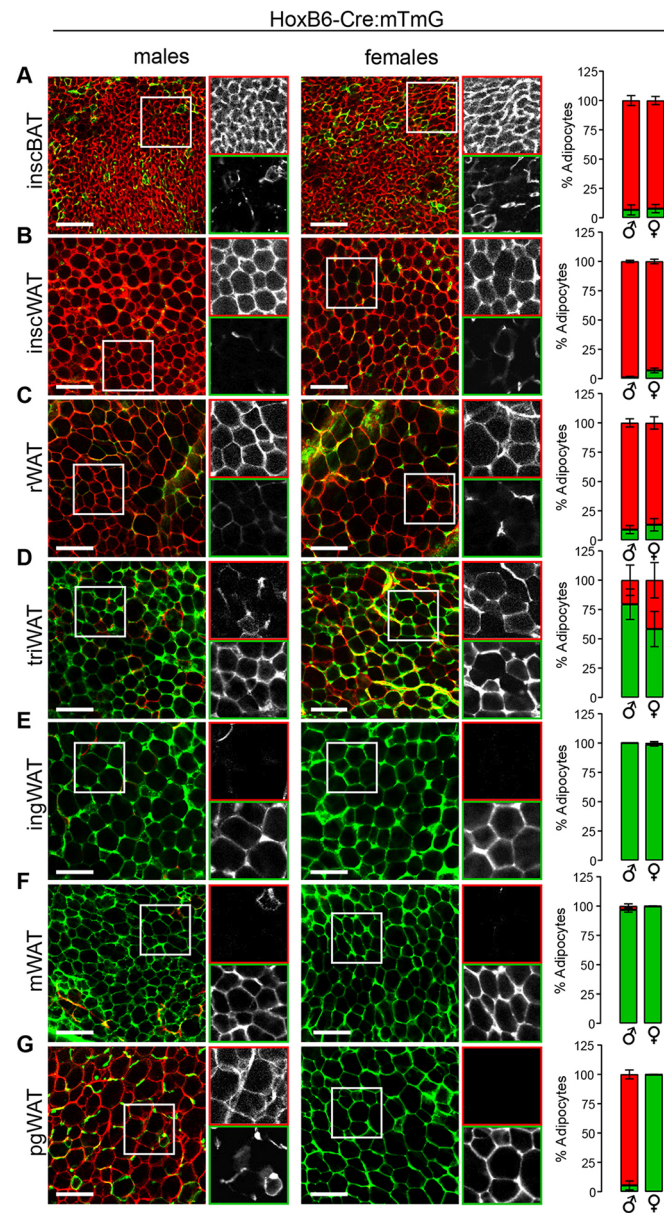 HoxB6-Cre:mTmG
males females
A
inscBAT
% Adipocytes
125
100
75
50
25
0
♂ ♀
B
inscWAT
% Adipocytes
125
100
75
50
25
0
♂ ♀
C
rWAT
% Adipocytes
125
100
75
50
25
0
♂ ♀
D
triWAT
% Adipocytes
125
100
75
50
25
0
♂ ♀
E
ingWAT
% Adipocytes
125
100
75
50
25
0
♂ ♀
F
mWAT
% Adipocytes
125
100
75
50
25
0
♂ ♀
G
pgWAT
% Adipocytes
125
100
75
50
25
0
♂ ♀